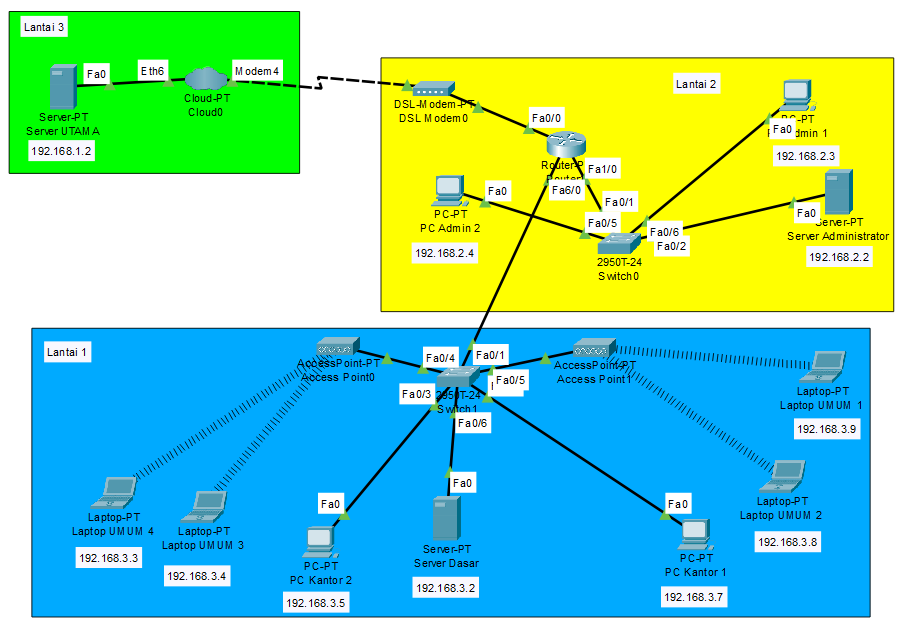 Lantai 3
Fa0
Eth6
Modem4
Server-PT
Server UTAMA
192.168.1.2
Cloud-PT
Cloud0
Lantai 2
DSL-Modem-PT
DSL Modem0
Fa0/0
Fa1/0
Fa6/0
Fa0
PC-PT
PC Admin 2
192.168.2.4
Fa0/1
Fa0/5
Fa0/6
Fa0/2
2950T-24
Switch0
Fa0
192.168.2.3
Fa0
Server-PT
Server Administrator
192.168.2.2
Lantai 1
AccessPoint-PT
Access Point0
Fa0/4
Fa0/1
Fa0/3
Fa0/5
2950T-24
Switch1
Fa0/6
AccessPoint-PT
Access Point1
Laptop-PT
Laptop UMUM 1
192.168.3.9
Laptop-PT
Laptop UMUM 2
192.168.3.8
Laptop-PT
Laptop UMUM 4
192.168.3.3
Laptop-PT
Laptop UMUM 3
192.168.3.4
Fa0
PC-PT
PC Kantor 2
192.168.3.5
Fa0
Server-PT
Server Dasar
192.168.3.2
Fa0
PC-PT
PC Kantor 1
192.168.3.7